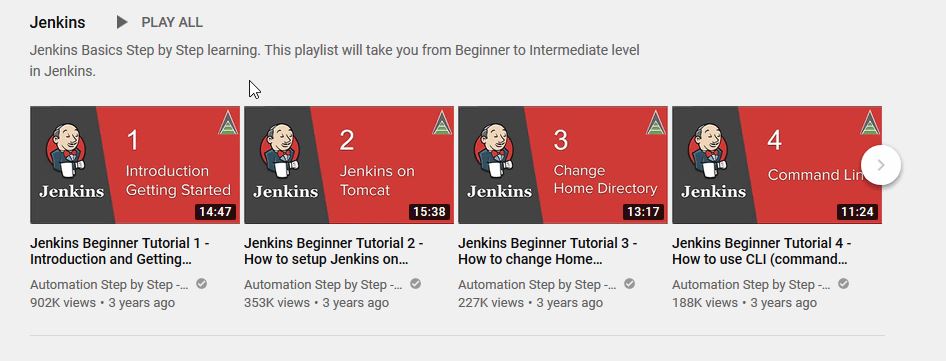 Jenkins PLAY ALL
Jenkins Basics Step by Step learning. This playlist will take you from Beginner to Intermediate level
in Jenkins.
1
Introduction
Getting Started
Jenkins
14:47
2
Jenkins on
Tomcat
Jenkins
15:38
3
Change
Home Directory
Jenkins
13:17
4
Command Lin
Jenkins
11:24
Jenkins Beginner Tutorial 1 -
Introduction and Getting...
Automation Step by Step -...
902K views • 3 years ago
Jenkins Beginner Tutorial 2 -
How to setup Jenkins on...
Automation Step by Step -...
353K views • 3 years ago
Jenkins Beginner Tutorial 3 -
How to change Home...
Automation Step by Step -...
227K views • 3 years ago
Jenkins Beginner Tutorial 4 -
How to use CLI (command...
Automation Step by Step -...
188K views • 3 years ago